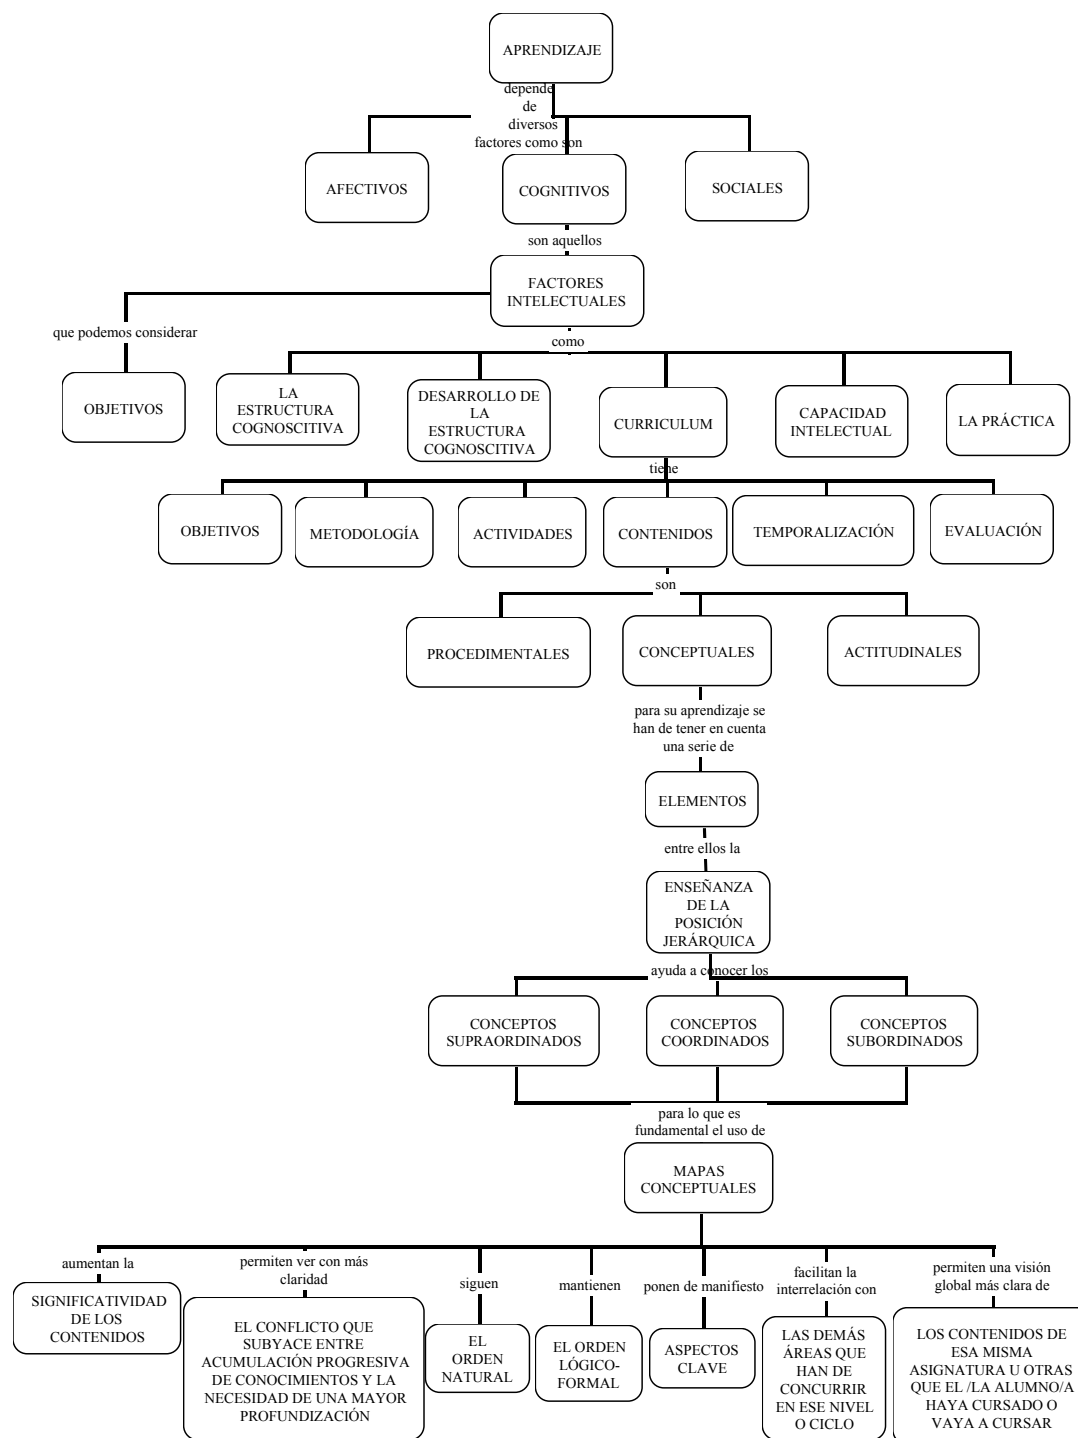 APRENDIZAJE
depende
de
diversos
factores como son
AFECTIVOS
COGNITIVOS
SOCIALES
son aquellos
FACTORES
INTELECTUALES
que podemos considerar
como
OBJETIVOS
LA
ESTRUCTURA
COGNOSCITIVA
DESARROLLO DE
LA
ESTRUCTURA
COGNOSCITIVA
CURRICULUM
CAPACIDAD
INTELECTUAL
LA PRÁCTICA
tiene
OBJETIVOS
METODOLOGÍA
ACTIVIDADES
CONTENIDOS
TEMPORALIZACIÓN
EVALUACIÓN
son
PROCEDIMENTALES
CONCEPTUALES
ACTITUDINALES
para su aprendizaje se
han de tener en cuenta
una serie de
ELEMENTOS
entre ellos la
ENSEÑANZA
DE LA
POSICIÓN
JERÁRQUICA
ayuda a conocer los
CONCEPTOS
SUPRAORDINADOS
CONCEPTOS
COORDINADOS
CONCEPTOS
SUBORDINADOS
para lo que es
fundamental el uso de
MAPAS
CONCEPTUALES
aumentan la
SIGNIFICATIVIDAD
DE LOS
CONTENIDOS
permiten ver con más
claridad
EL CONFLICTO QUE
SUBYACE ENTRE
ACUMULACIÓN PROGRESIVA
DE CONOCIMIENTOS Y LA
NECESIDAD DE UNA MAYOR
PROFUNDIZACIÓN
siguen
EL
ORDEN
NATURAL
mantienen
EL ORDEN
LÓGICO-
FORMAL
ponen de manifiesto
ASPECTOS
CLAVE
facilitan la
interrelación con
LAS DEMÁS
ÁREAS QUE
HAN DE
CONCURRIR
EN ESE NIVEL
O CICLO
permiten una visión
global más clara de
LOS CONTENIDOS DE
ESA MISMA
ASIGNATURA U OTRAS
QUE EL /LA ALUMNO/A
HAYA CURSADO O
VAYA A CURSAR